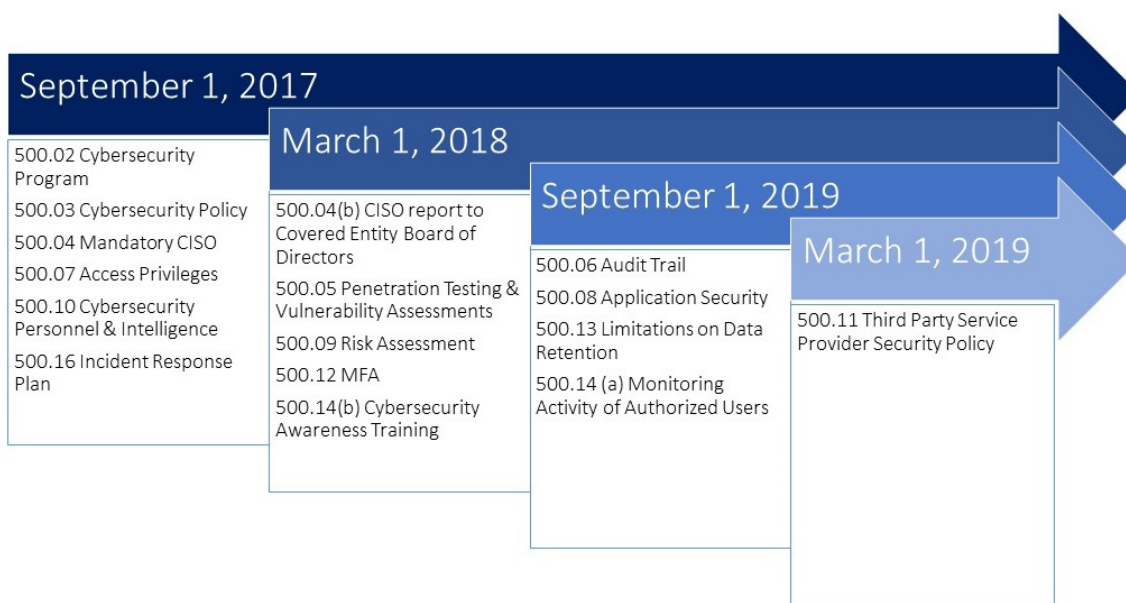 September 1, 2017
500.02 Cybersecurity
Program
500.03 Cybersecurity Policy
500.04 Mandatory CISO
500.07 Access Privileges
500.10 Cybersecurity
Personnel & Intelligence
500.16 Incident Response
Plan
March 1, 2018
500.04(b) CISO report to
Covered Entity Board of
Directors
500.05 Penetration Testing &
Vulnerability Assessments
500.09 Risk Assessment
500.12 MFA
500.14(b) Cybersecurity
Awareness Training
September 1, 2019
500.06 Audit Trail
500.08 Application Security
500.13 Limitations on Data
Retention
500.14 (a) Monitoring
Activity of Authorized Users
March 1, 2019
500.11 Third Party Service
Provider Security Policy